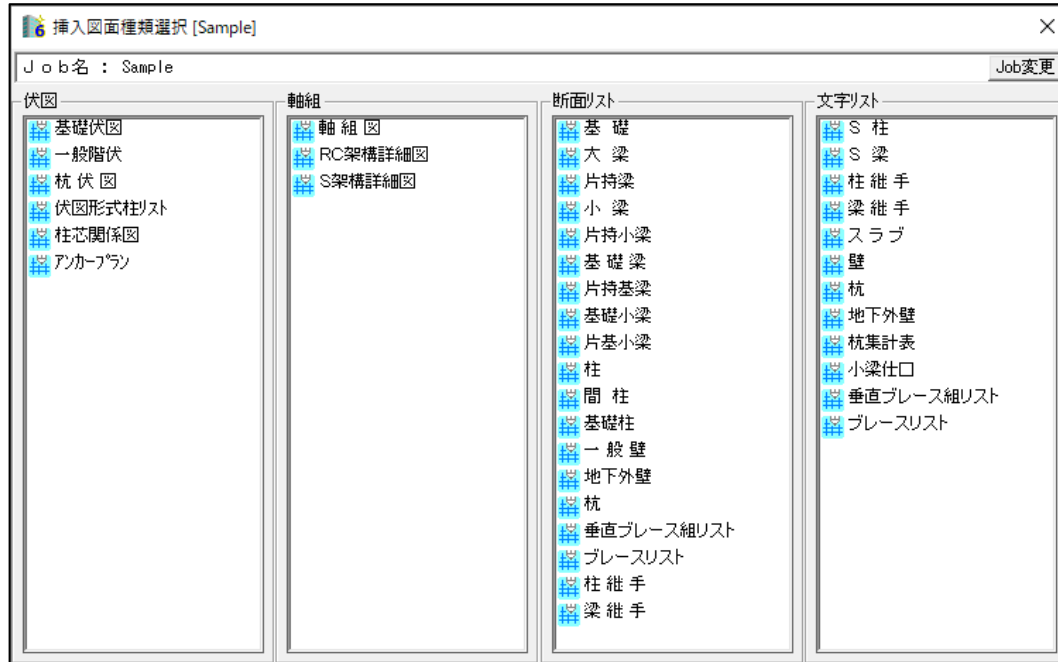 6 挿入図面種類選択 [Sample]
Ｊｏｂ名 ： Sample
Job変更
伏図
基礎伏図
一般階伏
杭 伏 図
伏図形式柱リスト
柱芯関係図
アンカープラン
軸組
軸 組 図
RC架構詳細図
S架構詳細図
断面リスト
基 礎
大 梁
片持梁
小 梁
片持小梁
基 礎 梁
片持基梁
基礎小梁
片基小梁
柱
間 柱
基礎柱
一 般 壁
地下外壁
杭
垂直ブレース組リスト
ブレースリスト
柱 継 手
梁 継 手
文字リスト
Ｓ 柱
Ｓ 梁
柱 継 手
梁 継 手
ス ラ ブ
壁
杭
地下外壁
杭集計表
小梁仕口
垂直ブレース組リスト
ブレースリスト